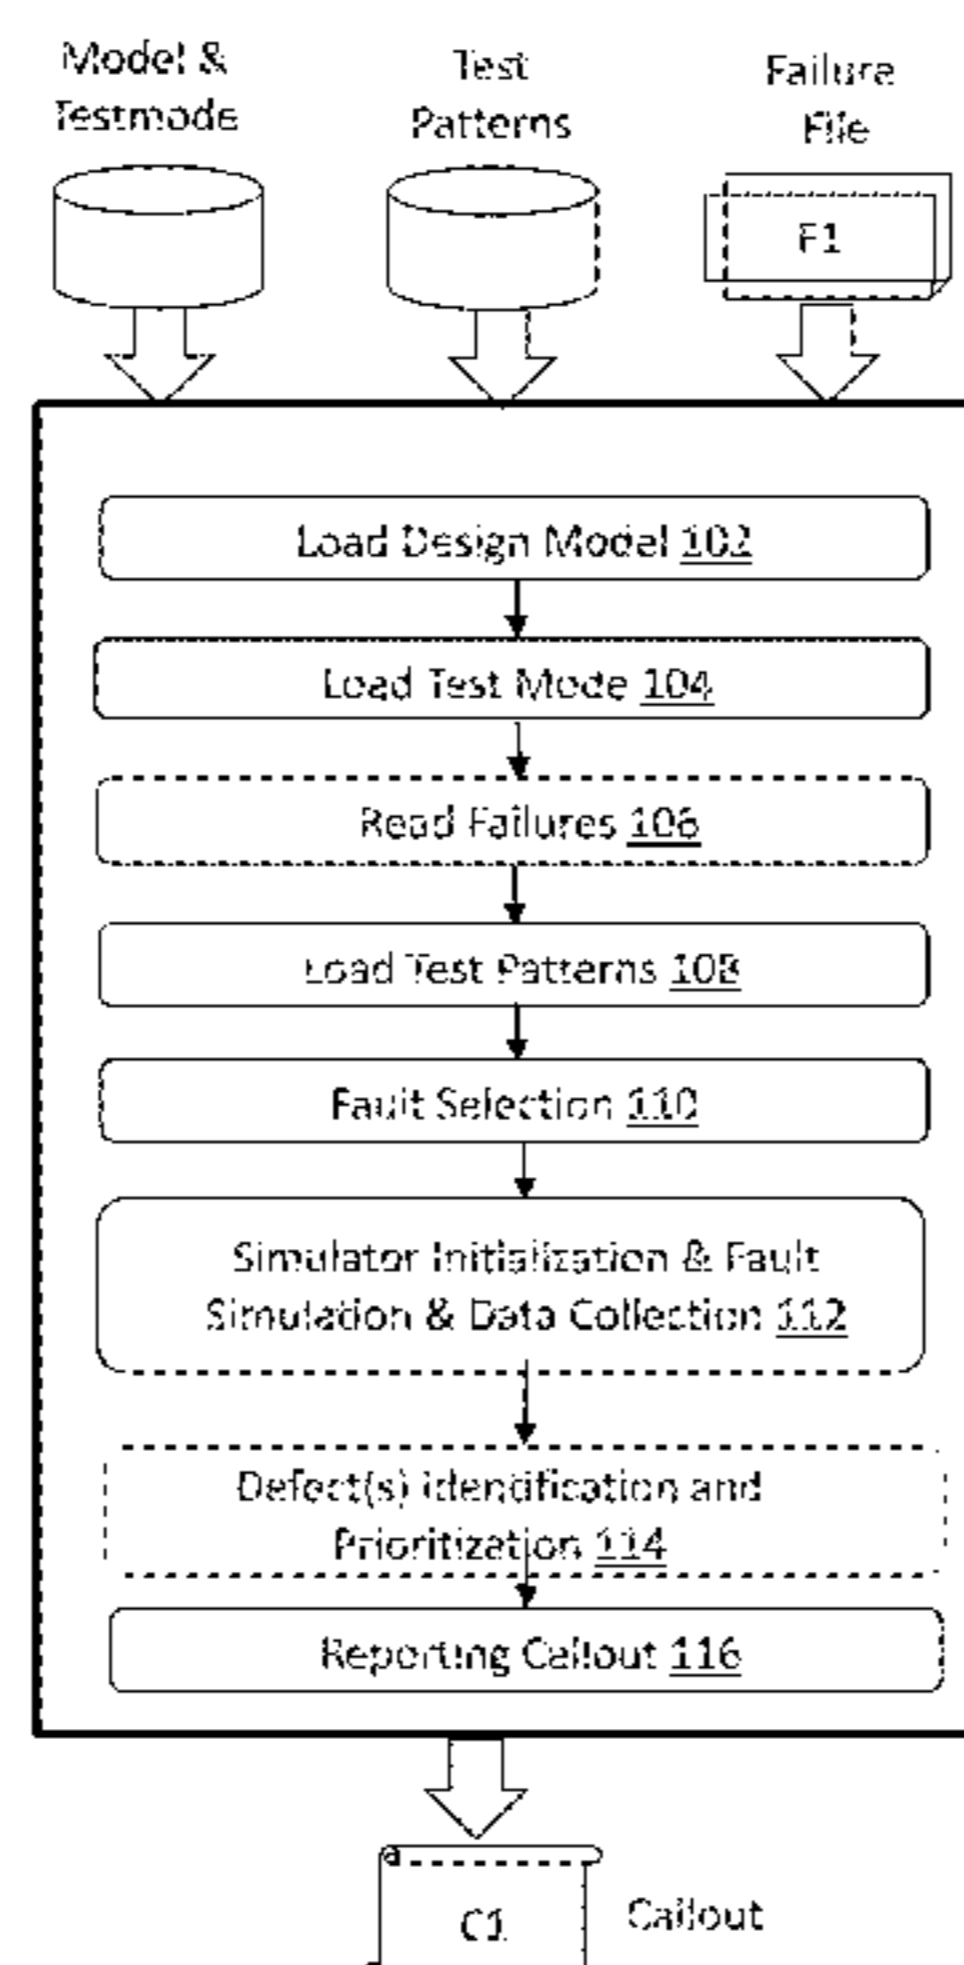 Model &
Testmode
Test
Patterns
Failure
File
F1
Load Design Model 102
Load Test Mode 104
Read Failures 106
Load Test Patterns 108
Fault Selection 110
Simulator Initialization & Fault
Simulation & Data Collection 112
Defect(s) Identification and
Prioritization 114
Reporting Callout 116
C1
Callout